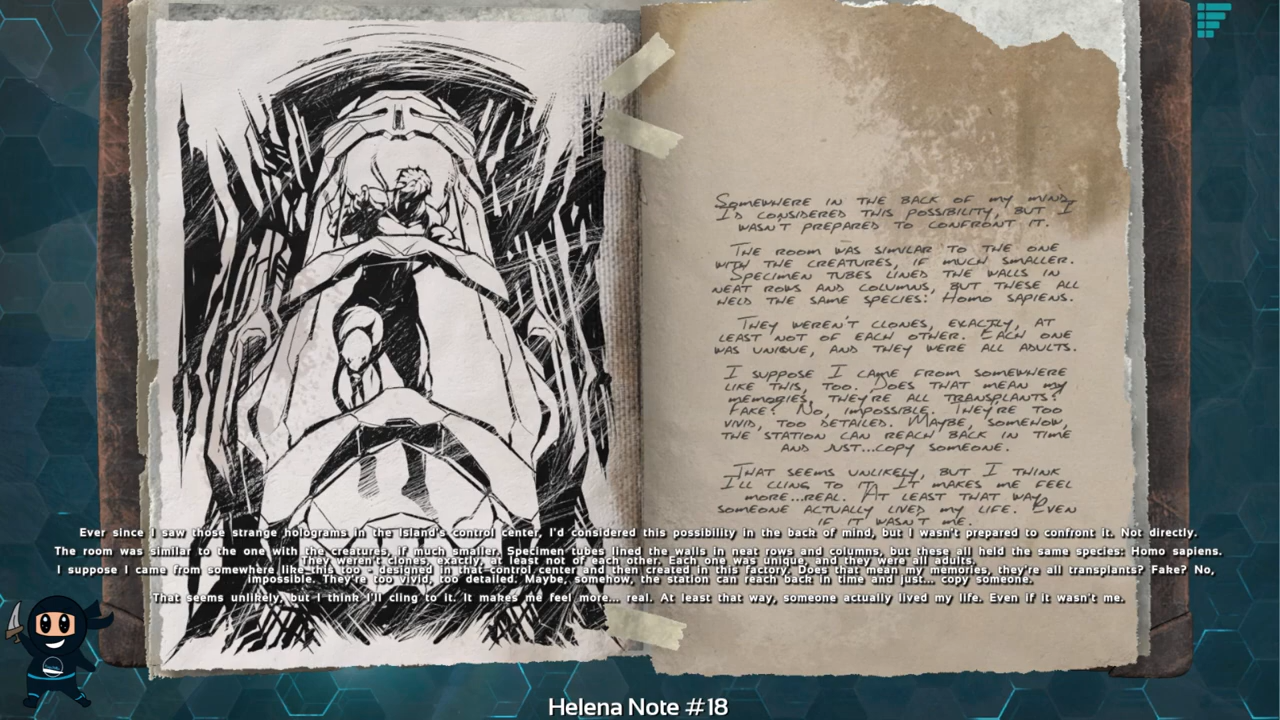 SOMEWHERE IN THE BACK OF MY MIND,
I'D CONSIDERED THIS POSSIBILITY, BUT I
WASN'T PREPARED TO CONFRONT IT.
THE ROOM WAS SIMILAR TO THE ONE
WITH THE CREATURES, IF MUCH SMALLER.
SPECIMEN TUBES LINED THE WALLS IN
NEAT ROWS AND COLUMNS, BUT THESE ALL
HELD THE SAME SPECIES: HOMO SAPIENS.
THEY WEREN'T CLONES, EXACTLY, AT
LEAST NOT OF EACH OTHER. EACH ONE
WAS UNIQUE, AND THEY WERE ALL ADULTS.
I SUPPOSE I CAME FROM SOMEWHERE
LIKE THIS, TOO. DOES THAT MEAN MY
MEMORIES, THEY'RE ALL TRANSPLANTS?
FAKE? NO, IMPOSSIBLE. THEY'RE TOO
VIVID, TOO DETAILED. MAYBE, SOMEHOW,
THE STATION CAN REACH BACK IN TIME
AND JUST...COPY SOMEONE.
THAT SEEMS UNLIKELY, BUT I THINK
I'LL CLING TO IT. IT MAKES ME FEEL
MORE...REAL. AT LEAST THAT WAY,
SOMEONE ACTUALLY LIVED MY LIFE. EVEN
IF IT WASN'T ME.
Ever since I saw those strange holograms in the Island's control center, I'd considered this possibility in the back of mind, but I wasn't prepared to confront it. Not directly.
The room was similar to the one with the creatures, if much smaller. Specimen tubes lined the walls in neat rows and columns, but these all held the same species: Homo sapiens.
They weren't clones, exactly, at least not of each other. Each one was unique, and they were all adults.
I suppose I came from somewhere like this too, designed in that control center and then created in this factory. Does that mean my memories, they're all transplants? Fake? No,
impossible. They're too vivid, too detailed. Maybe, somehow, the station can reach back in time and just... copy someone.
That seems unlikely, but I think I'll cling to it. It makes me feel more... real. At least that way, someone actually lived my life. Even if it wasn't me.
Helena Note #18